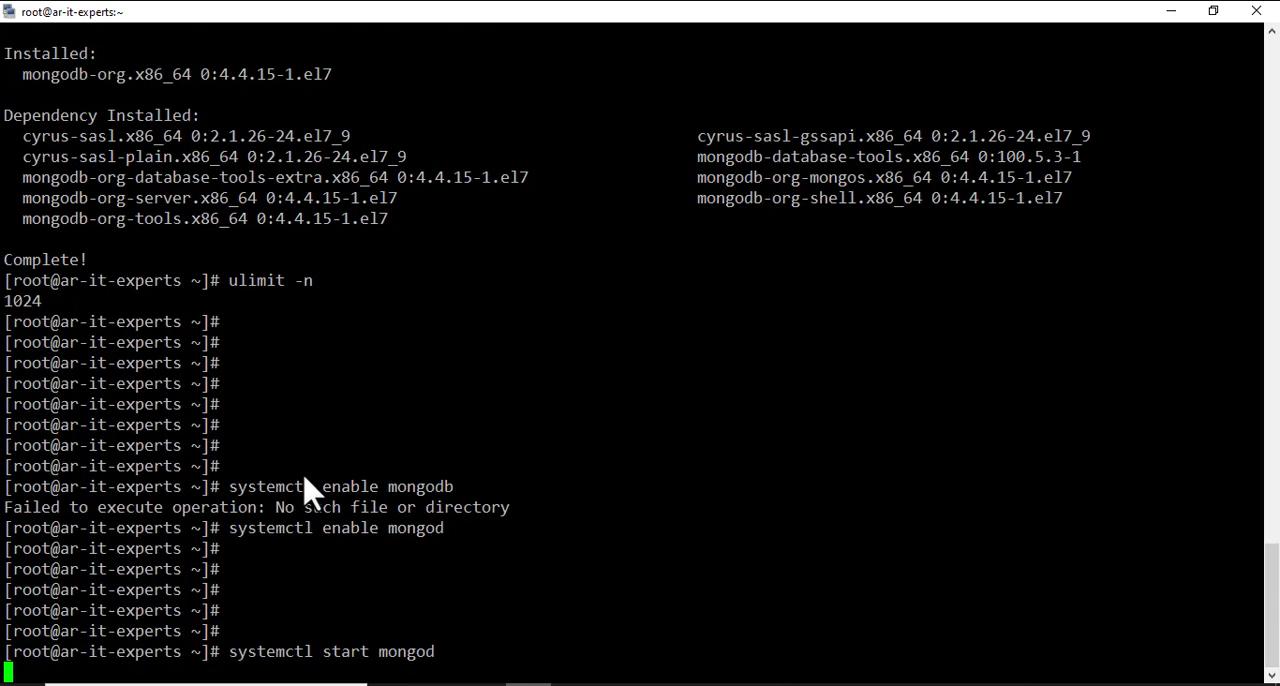 root@ar-it-experts:~
Installed:
mongodb-org.x86_64 0:4.4.15-1.el7
Dependency Installed:
cyrus-sasl.x86_64 0:2.1.26-24.el7_9 cyrus-sasl-gssapi.x86_64 0:2.1.26-24.el7_9
cyrus-sasl-plain.x86_64 0:2.1.26-24.el7_9 mongodb-database-tools.x86_64 0:100.5.3-1
mongodb-org-database-tools-extra.x86_64 0:4.4.15-1.el7 mongodb-org-mongos.x86_64 0:4.4.15-1.el7
mongodb-org-server.x86_64 0:4.4.15-1.el7 mongodb-org-shell.x86_64 0:4.4.15-1.el7
mongodb-org-tools.x86_64 0:4.4.15-1.el7
Complete!
[root@ar-it-experts ~]# ulimit -n
1024
[root@ar-it-experts ~]#
[root@ar-it-experts ~]#
[root@ar-it-experts ~]#
[root@ar-it-experts ~]#
[root@ar-it-experts ~]#
[root@ar-it-experts ~]#
[root@ar-it-experts ~]#
[root@ar-it-experts ~]#
[root@ar-it-experts ~]# systemctl enable mongodb
Failed to execute operation: No such file or directory
[root@ar-it-experts ~]# systemctl enable mongod
[root@ar-it-experts ~]#
[root@ar-it-experts ~]#
[root@ar-it-experts ~]#
[root@ar-it-experts ~]#
[root@ar-it-experts ~]#
[root@ar-it-experts ~]# systemctl start mongod